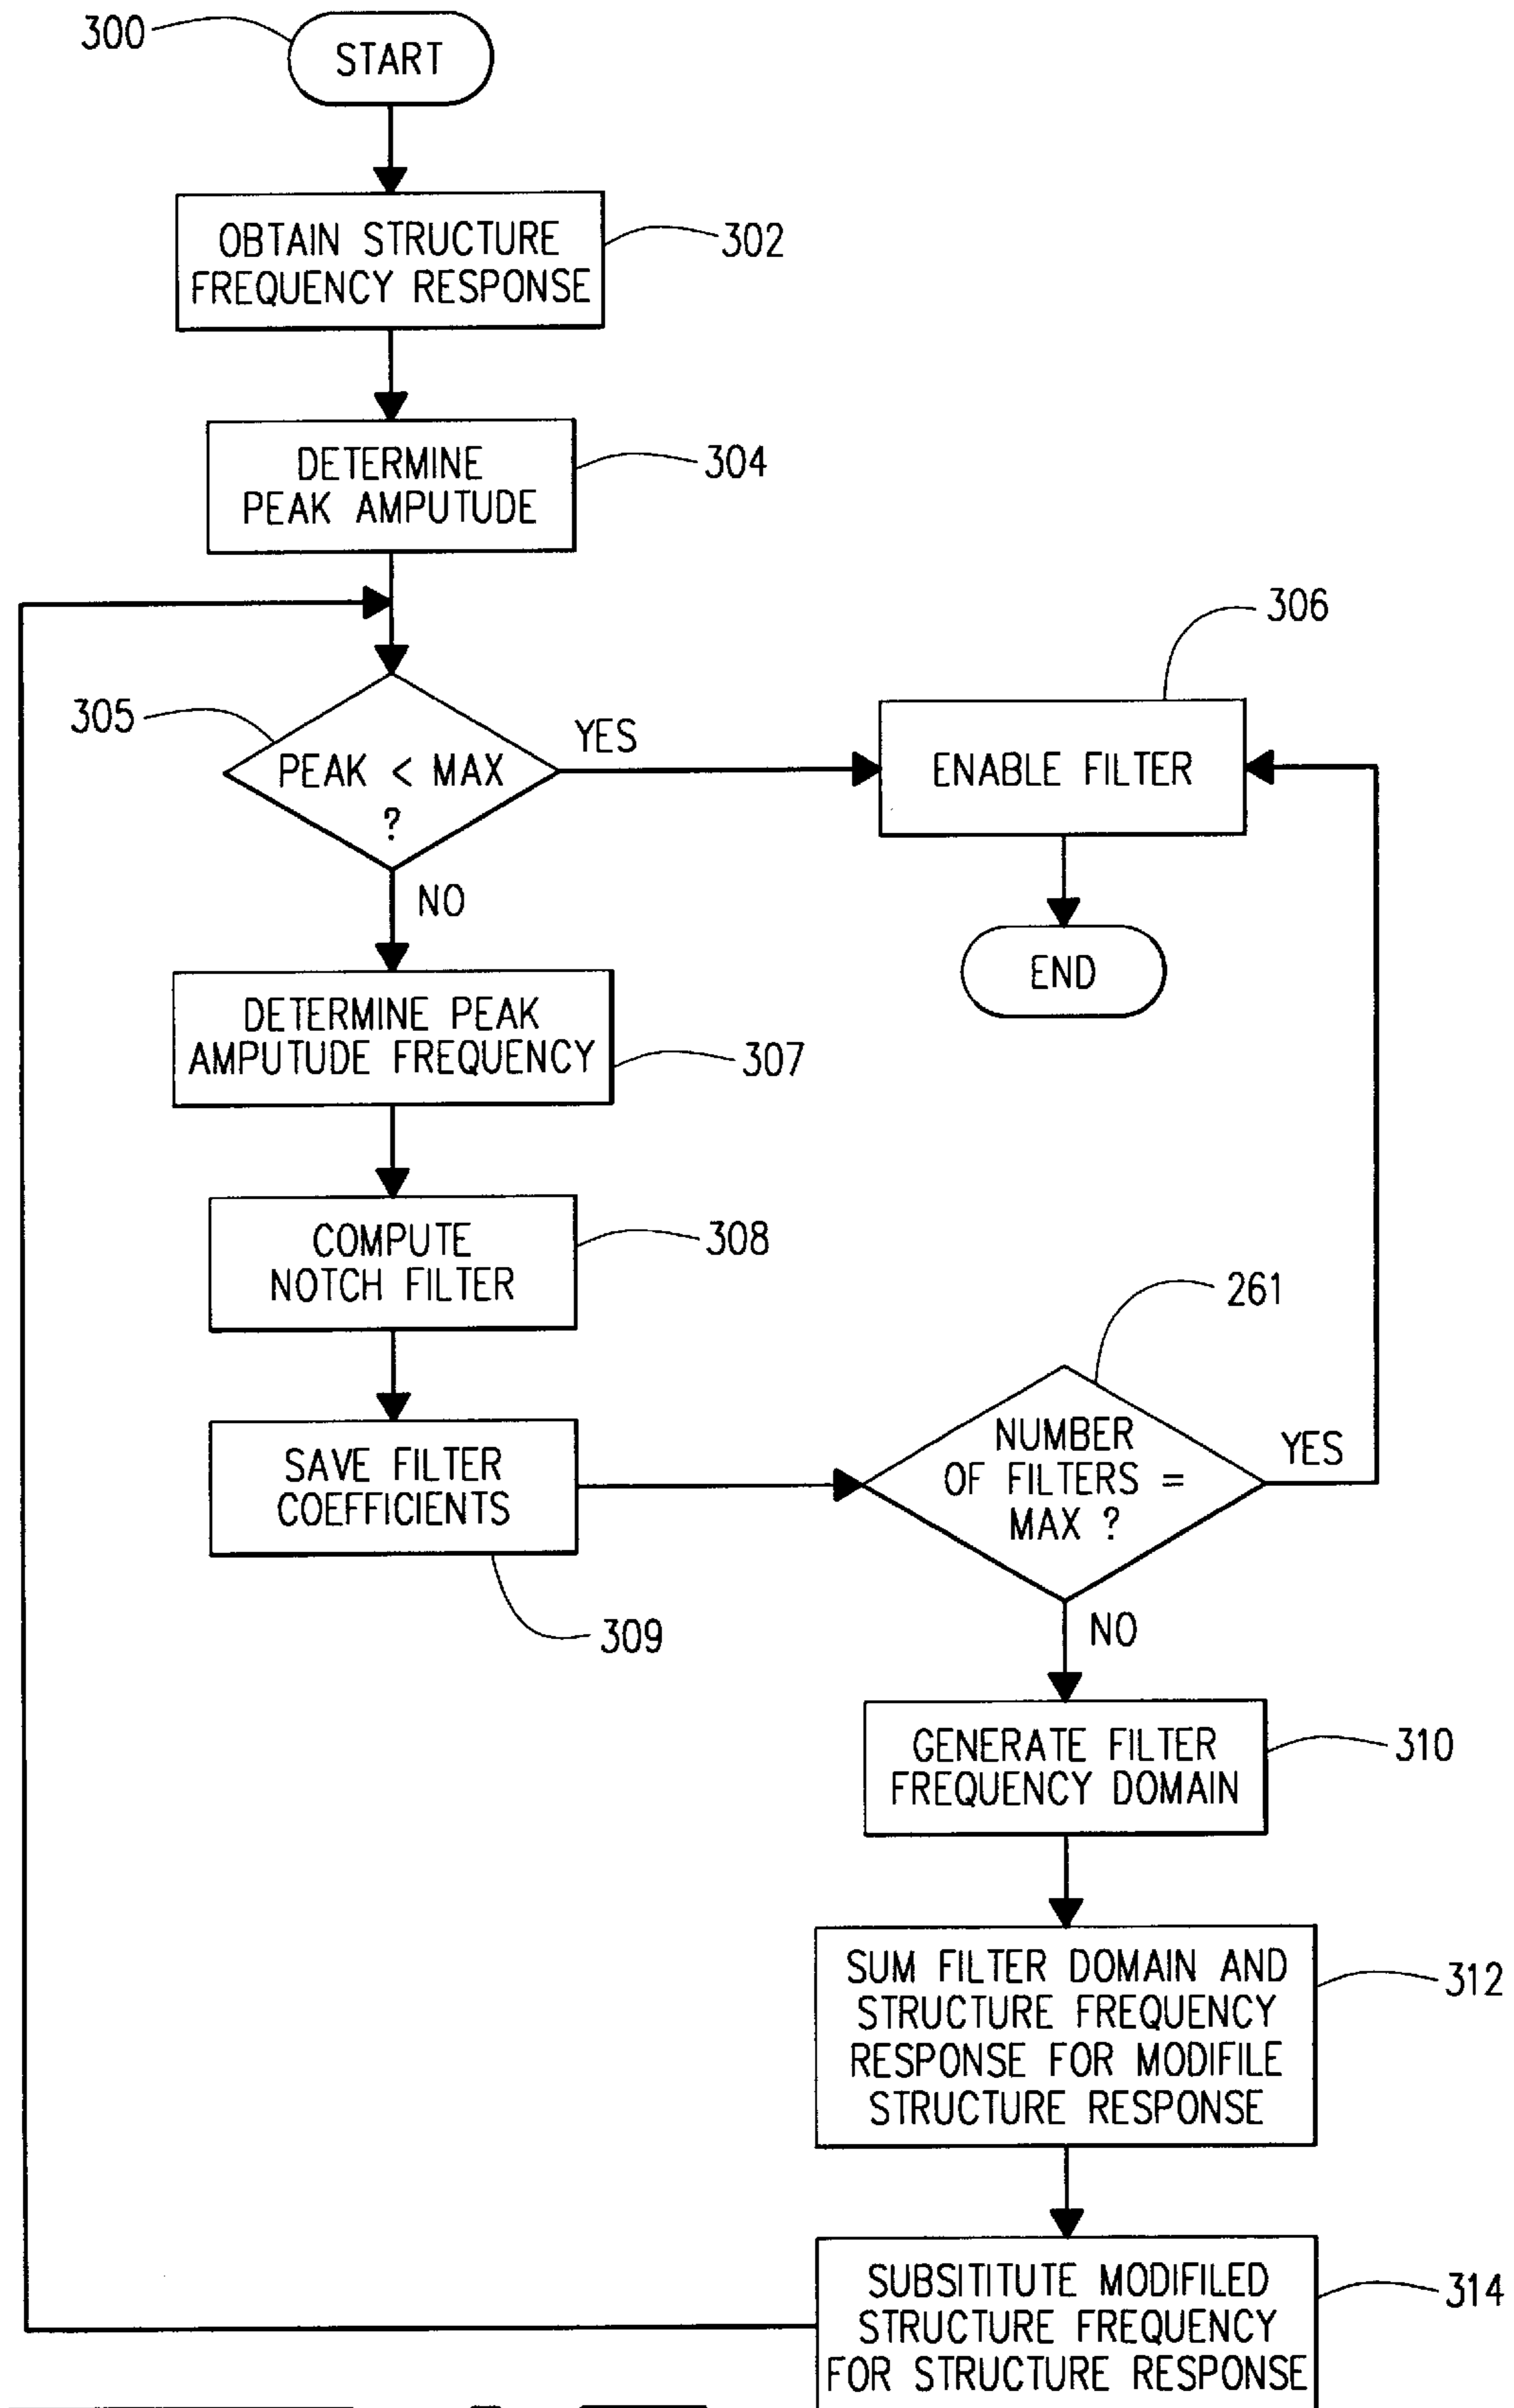 300
START
OBTAIN STRUCTURE
FREQUENCY RESPONSE
302
DETERMINE
PEAK AMPUTUDE
304
305
PEAK < MAX
?
YES
306
ENABLE FILTER
END
NO
DETERMINE PEAK
AMPUTUDE FREQUENCY
307
COMPUTE
NOTCH FILTER
308
SAVE FILTER
COEFFICIENTS
309
261
NUMBER
OF FILTERS =
MAX ?
YES
NO
GENERATE FILTER
FREQUENCY DOMAIN
310
SUM FILTER DOMAIN AND
STRUCTURE FREQUENCY
RESPONSE FOR MODIFILE
STRUCTURE RESPONSE
312
SUBSITITUTE MODIFILED
STRUCTURE FREQUENCY
FOR STRUCTURE RESPONSE
314